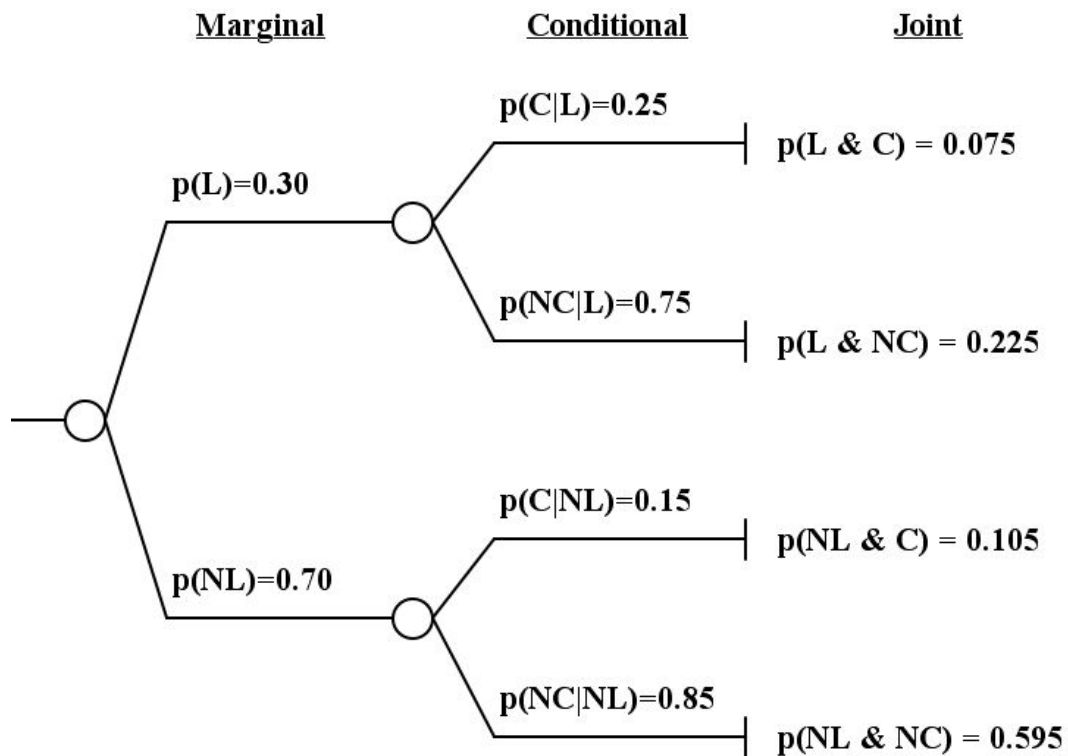 Marginal Conditional Joint
p(C|L)=0.25
p(L & C) = 0.075
p(L)=0.30
p(NC|L)=0.75
p(L & NC) = 0.225
p(C|NL)=0.15
p(NL & C) = 0.105
p(NL)=0.70
p(NC|NL)=0.85
p(NL & NC) = 0.595